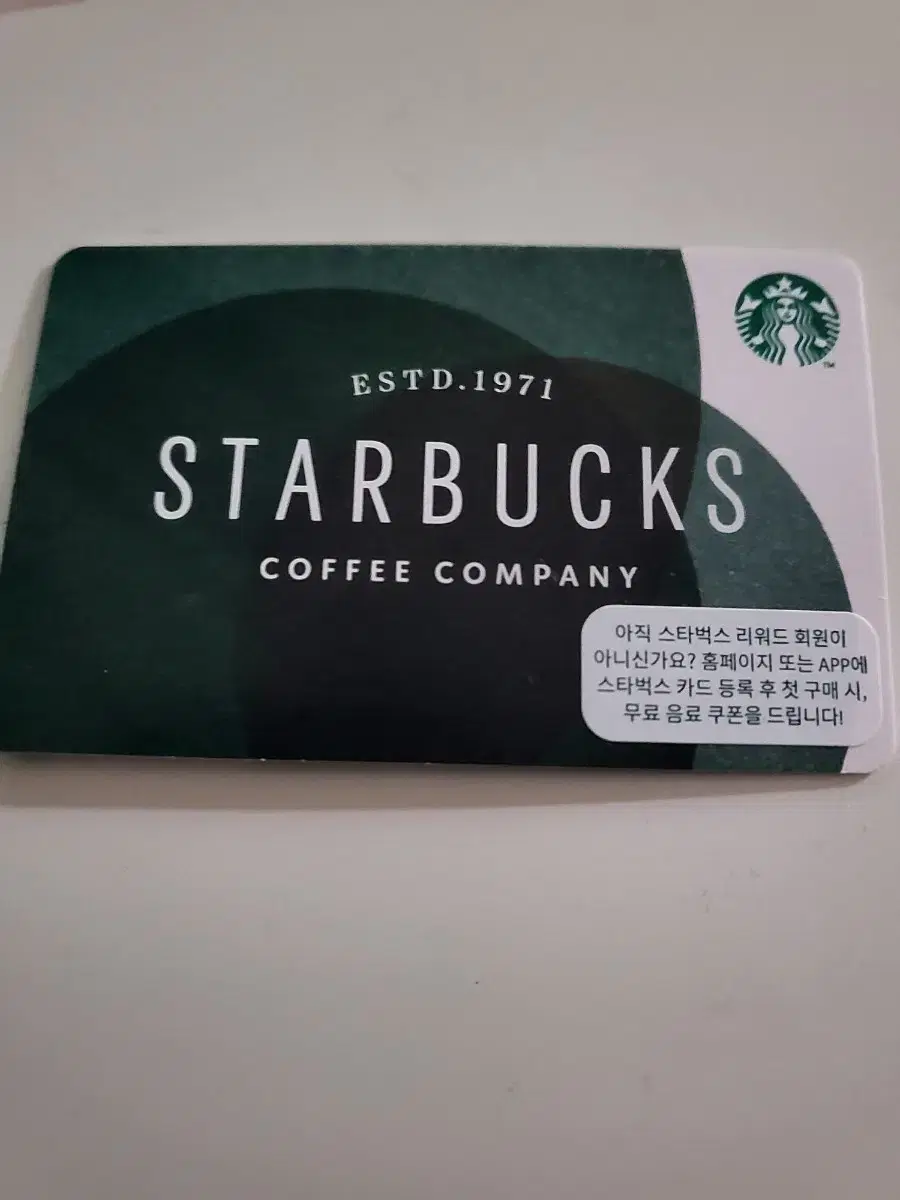 ESTD.1971
STARBUCKS
COFFEE COMPANY
TM
아직 스타벅스 리워드 회원이
아니신가요? 홈페이지 또는 APP에
스타벅스 카드 등록 후 첫 구매 시,
무료 음료 쿠폰을 드립니다!